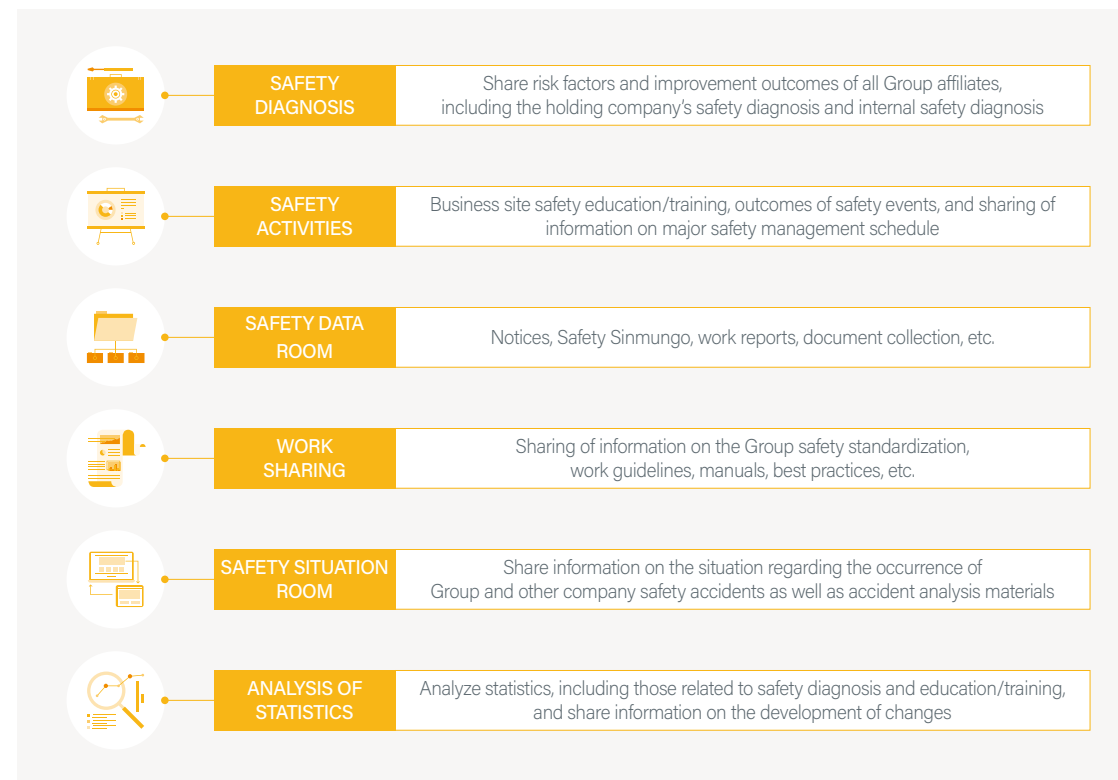 SAFETY
DIAGNOSIS
Share risk factors and improvement outcomes of all Group affiliates,
including the holding company's safety diagnosis and internal safety diagnosis
SAFETY
ACTIVITIES
Business site safety education/training, outcomes of safety events, and sharing of
information on major safety management schedule
SAFETY DATA
ROOM
Notices, Safety Sinmungo, work reports, document collection, etc.
WORK
SHARING
Sharing of information on the Group safety standardization,
work guidelines, manuals, best practices, etc.
SAFETY SITUATION
ROOM
Share information on the situation regarding the occurrence of
Group and other company safety accidents as well as accident analysis materials
ANALYSIS OF
STATISTICS
Analyze statistics, including those related to safety diagnosis and education/training,
and share information on the development of changes